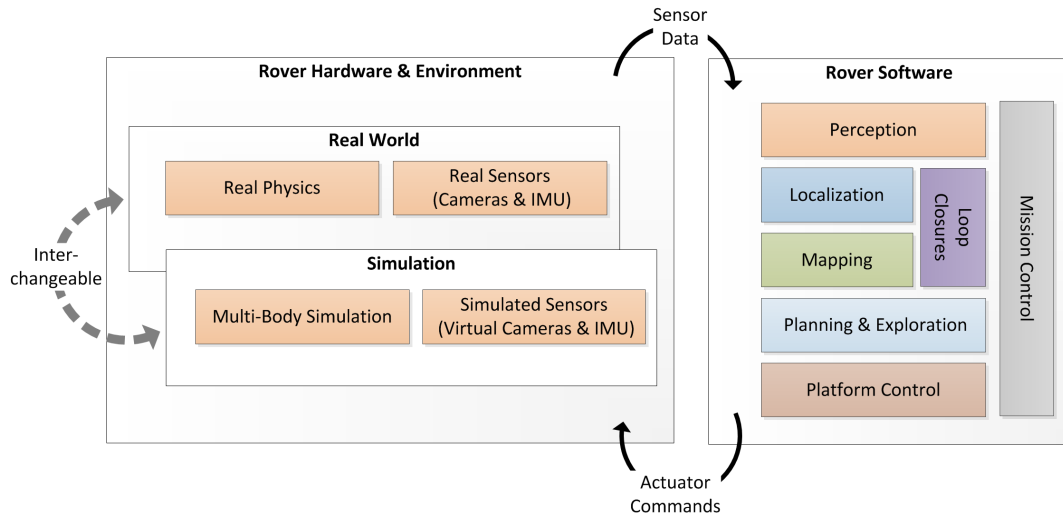 Sensor
Data
Rover Hardware & Environment
Rover Software
Real World
Real Physics
Real Sensors
(Cameras & IMU)
Inter-
changeable
Simulation
Multi-Body Simulation
Simulated Sensors
(Virtual Cameras & IMU)
Perception
Localization
Loop
Closures
Mapping
Planning & Exploration
Platform Control
Mission Control
Actuator
Commands